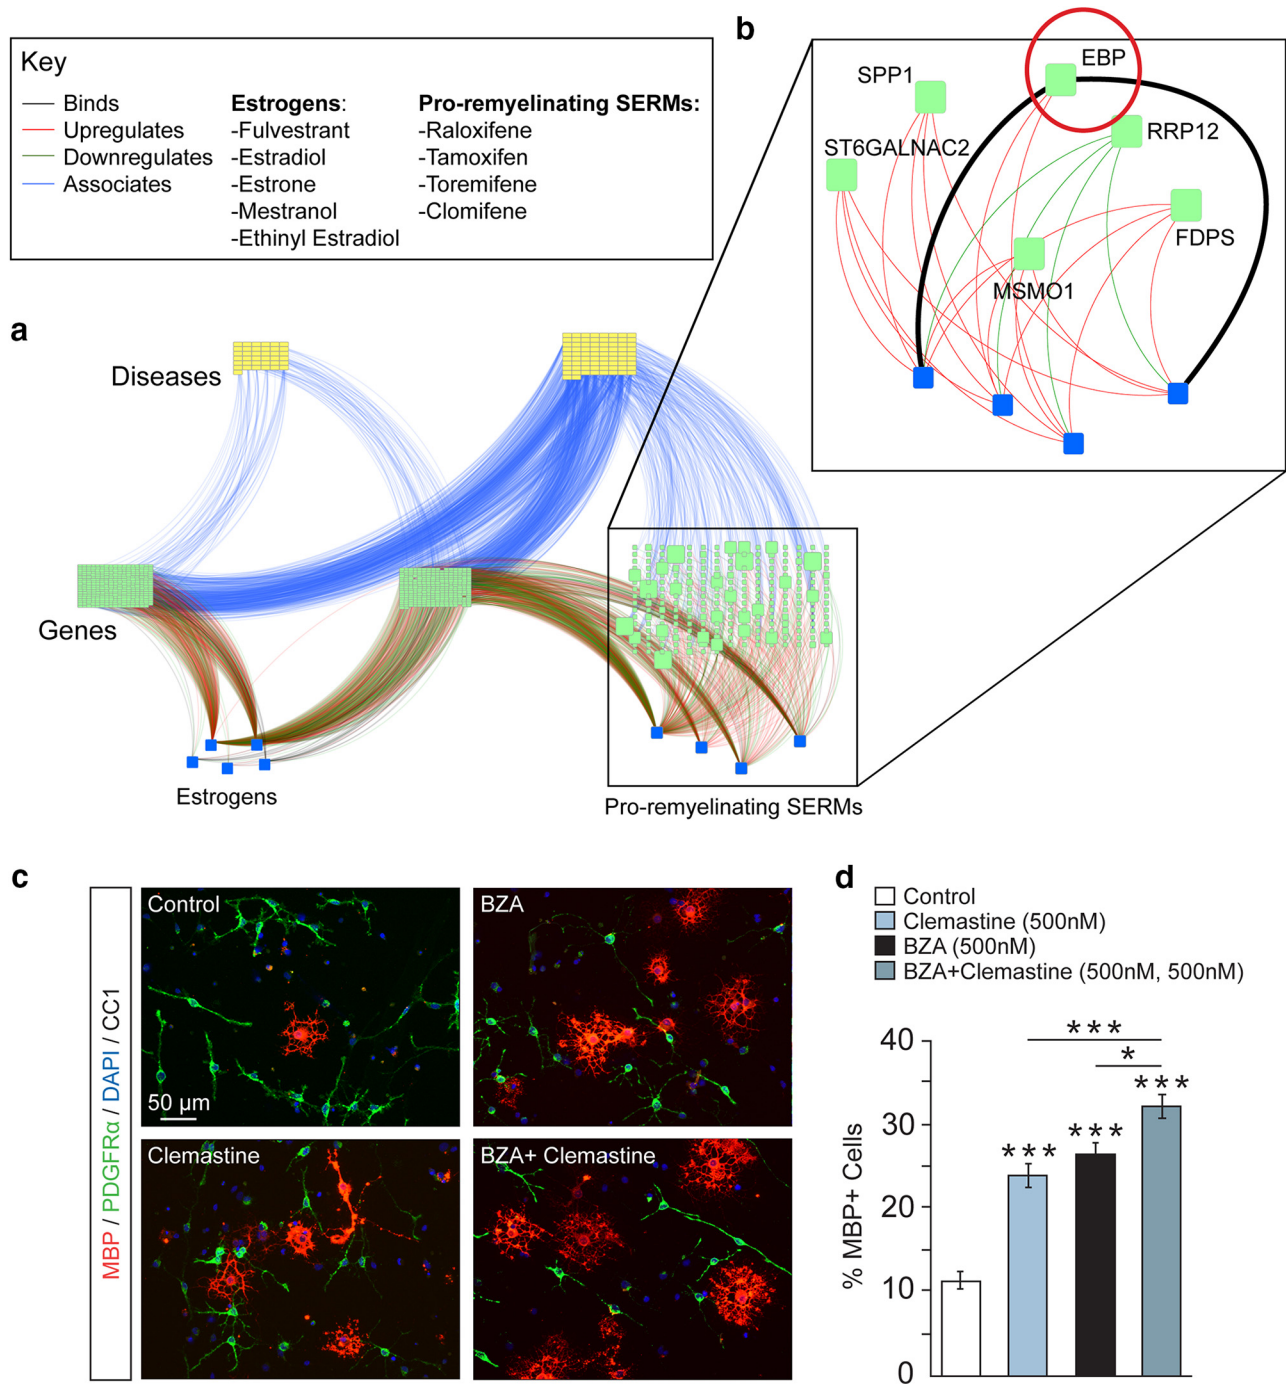 b
Key
Binds
Upregulates
Downregulates
Associates
Estrogens:
-Fulvestrant
-Estradiol
-Estrone
-Mestranol
-Ethinyl Estradiol
Pro-remyelinating SERMs:
-Raloxifene
-Tamoxifen
-Toremifene
-Clomifene
EBP
SPP1
RRP12
ST6GALNAC2
FDPS
MSMO1
a
Diseases
Genes
Estrogens
Pro-remyelinating SERMs
c
MBP / PDGFRα / DAPI / CC1
Control
50 µm
BZA
Clemastine
BZA+ Clemastine
d
Control
Clemastine (500nM)
BZA (500nM)
BZA+Clemastine (500nM, 500nM)
% MBP+ Cells
40
30
20
10
0
***
*
***
***
***